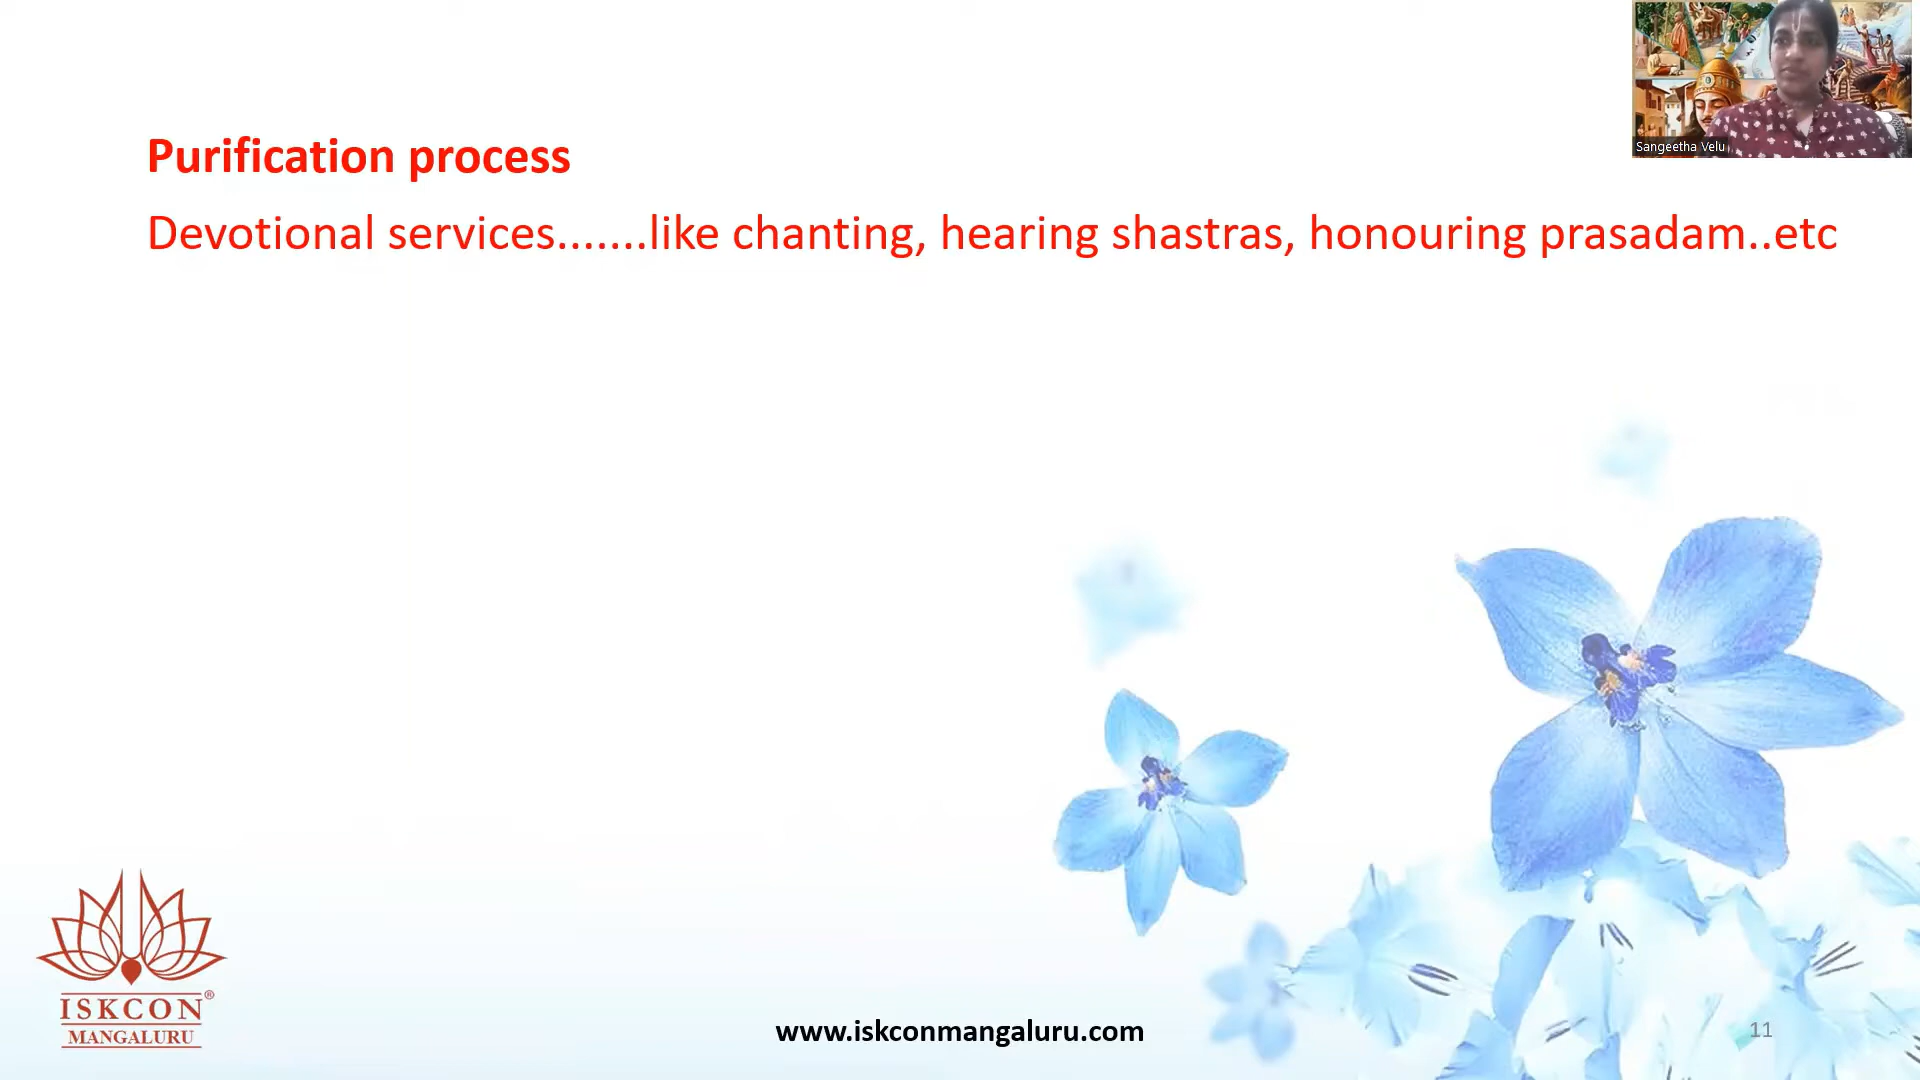 Sangeetha Velu
Purification process
Devotional services.......like chanting, hearing shastras, honouring prasadam..etc
ISKCON®
MANGALURU
www.iskconmangaluru.com
11